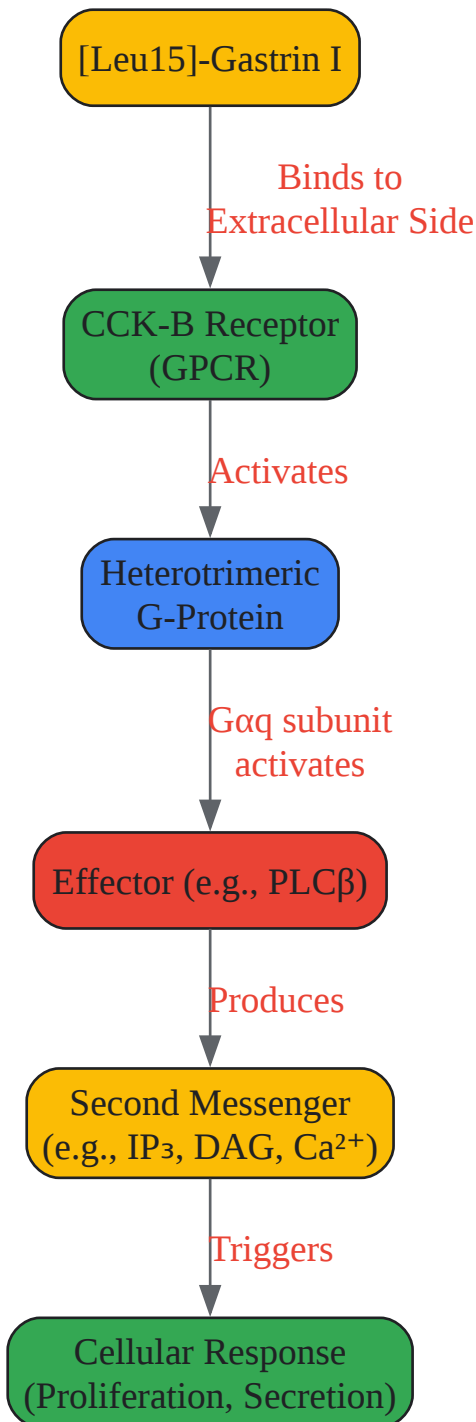 [Leu15]-Gastrin I
Binds to
Extracellular Side
CCK-B Receptor
(GPCR)
Activates
Heterotrimeric
G-Protein
Gαq subunit
activates
Effector (e.g., PLCβ)
Produces
Second Messenger
(e.g., IP₃, DAG, Ca²⁺)
Triggers
Cellular Response
(Proliferation, Secretion)